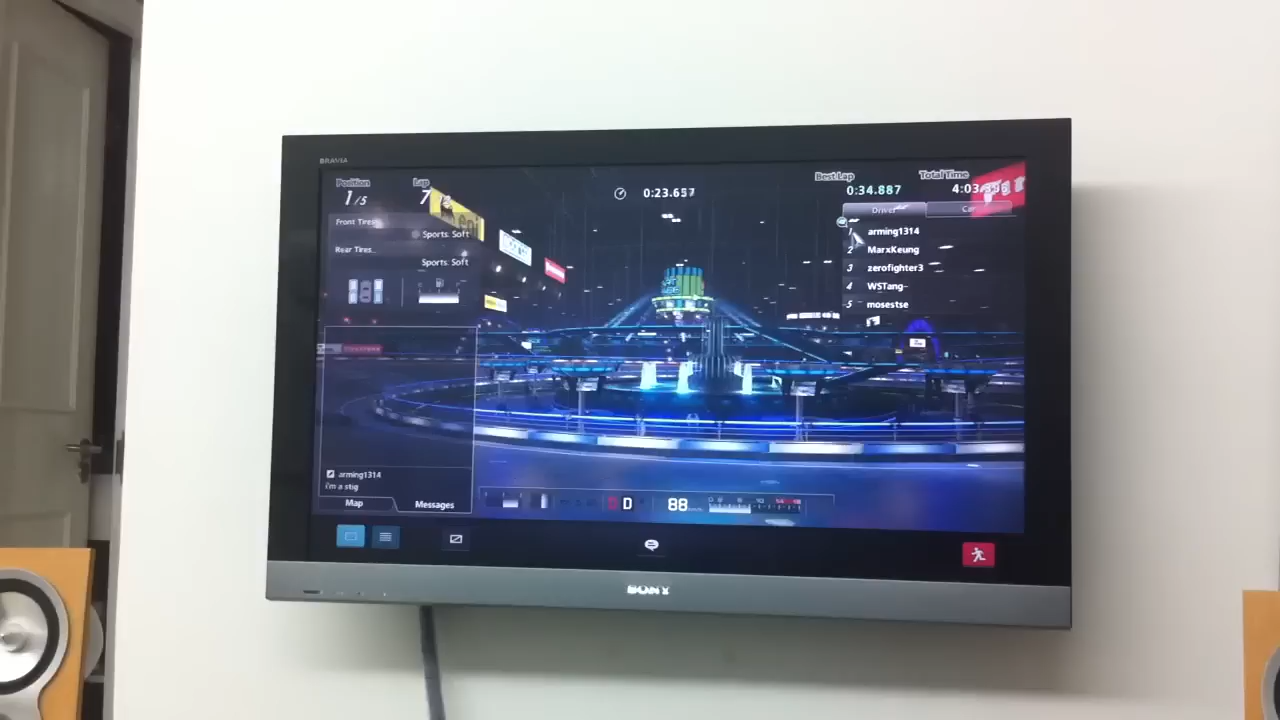 BRAVIA
Position
Lap
Best Lap
Total Time
1/5
7
0:23.657
0:34.887
Driver
Car
Front Tires
Sports: Soft
Rear Tires...
Sports: Soft
1 arming1314
2 MarxKeung
3 zerofighter3
4 WSTang-
5 mosestse
arming1314
i'm a stig
Map
Messages
D
88
SONY